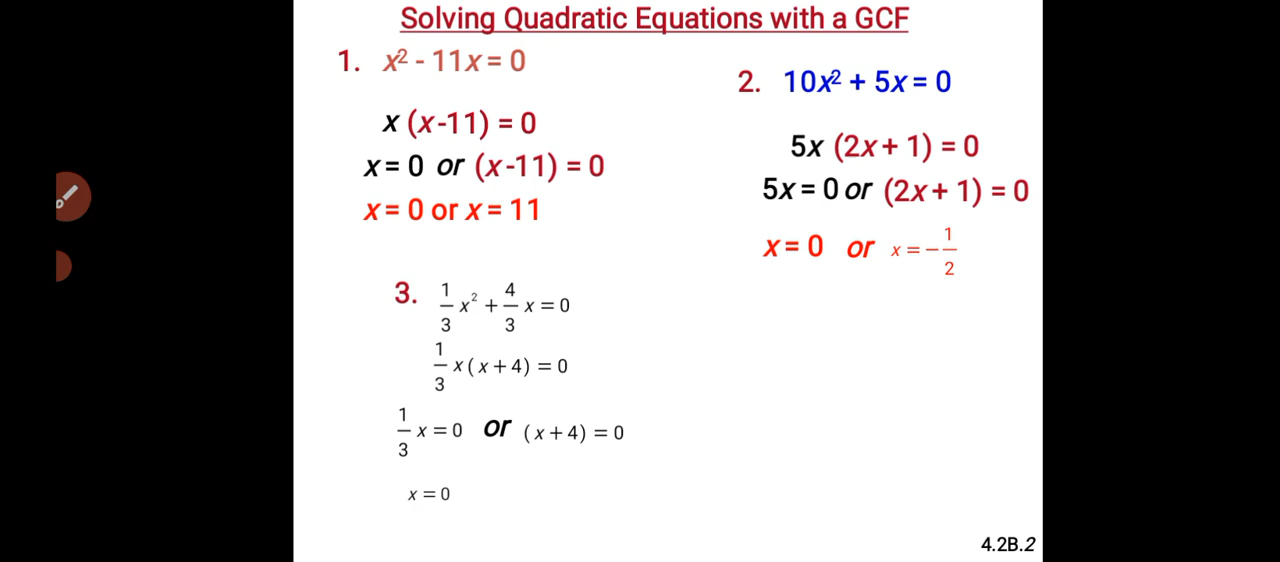 Solving Quadratic Equations with a GCF
1. x² - 11x = 0
x (x-11) = 0
x = 0 or (x-11) = 0
x = 0 or x = 11
2. 10x² + 5x = 0
5x (2x + 1) = 0
5x = 0 or (2x + 1) = 0
x = 0 or x = -1/2
3. 1/3 x² + 4/3 x = 0
1/3 x(x+4) = 0
1/3 x = 0 or (x+4) = 0
x = 0
4.2B.2